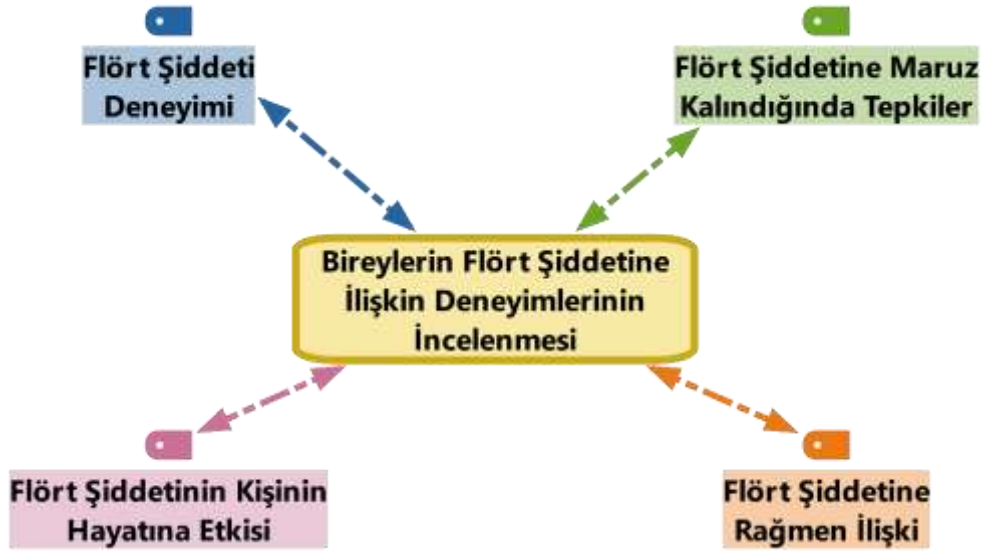 Flört Şiddeti
Deneyimi
Flört Şiddetine Maruz
Kalındığında Tepkiler
Bireylerin Flört Şiddetine
İlişkin Deneyimlerinin
İncelenmesi
Flört Şiddetinin Kişinin
Hayatına Etkisi
Flört Şiddetine
Rağmen İlişki